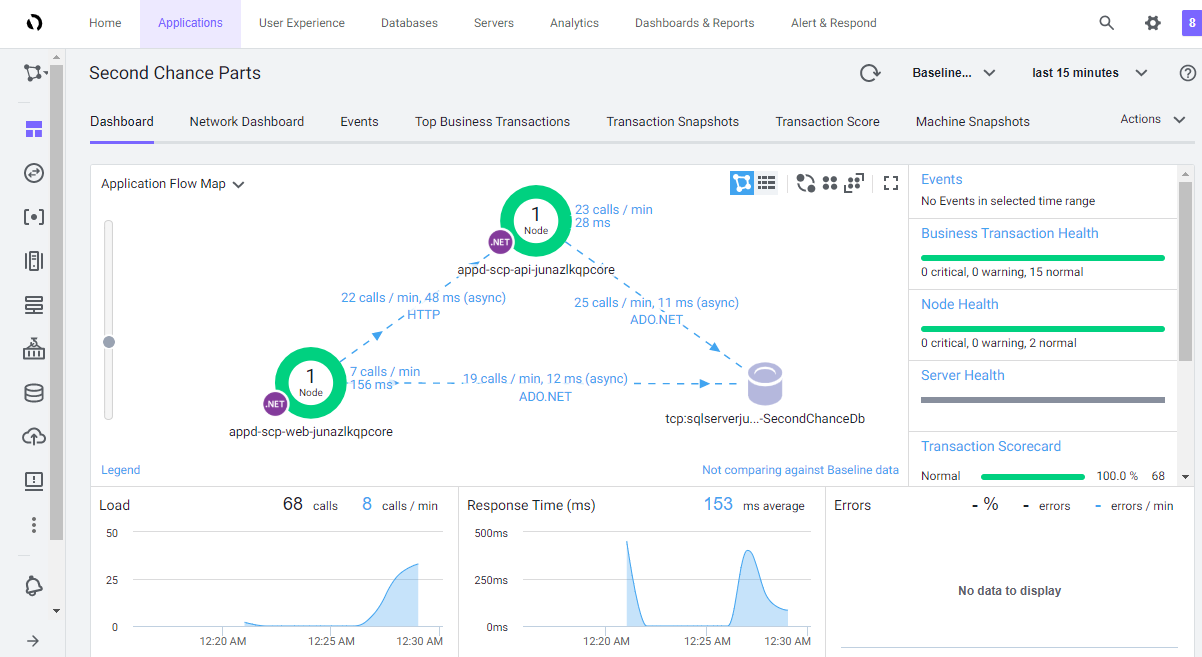 Home Applications User Experience Databases Servers Analytics Dashboards & Reports Alert & Respond 8
Second Chance Parts Baseline... last 15 minutes
Dashboard Network Dashboard Events Top Business Transactions Transaction Snapshots Transaction Score Machine Snapshots Actions
Application Flow Map
1
Node
.NET
23 calls / min
28 ms
appd-scp-api-junazlkqpcore
22 calls / min, 48 ms (async)
HTTP
25 calls / min, 11 ms (async)
ADO.NET
1
Node
.NET
7 calls / min
156 ms
19 calls / min, 12 ms (async)
ADO.NET
appd-scp-web-junazlkqpcore
tcp:sqlserverju...-SecondChanceDb
Legend
Not comparing against Baseline data
Events
No Events in selected time range
Business Transaction Health
0 critical, 0 warning, 15 normal
Node Health
0 critical, 0 warning, 2 normal
Server Health
Transaction Scorecard
Normal 100.0 % 68
Load 68 calls 8 calls / min
50
25
0
12:20 AM 12:25 AM 12:30 AM
Response Time (ms) 153 ms average
500ms
250ms
0ms
12:20 AM 12:25 AM 12:30 AM
Errors - % - errors - errors / min
No data to display